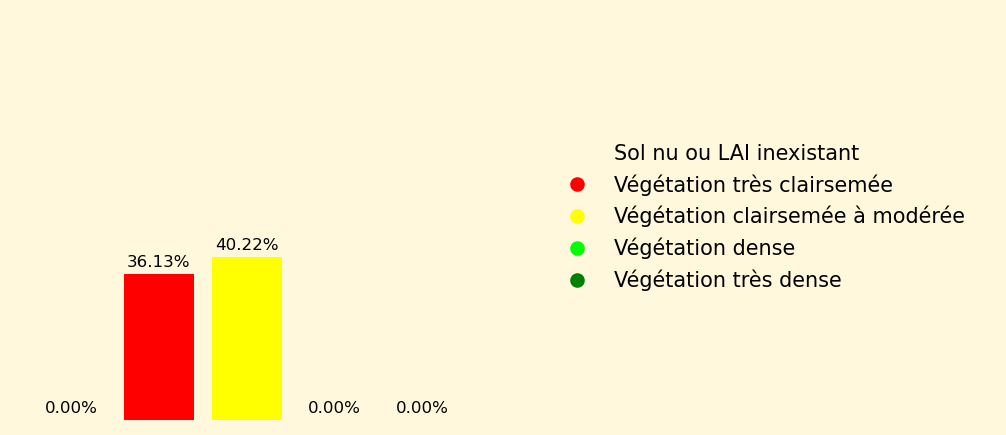 Sol nu ou LAI inexistant
Végétation très clairsemée
Végétation clairsemée à modérée
Végétation dense
Végétation très dense
40.22%
36.13%
0.00%
0.00%
0.00%